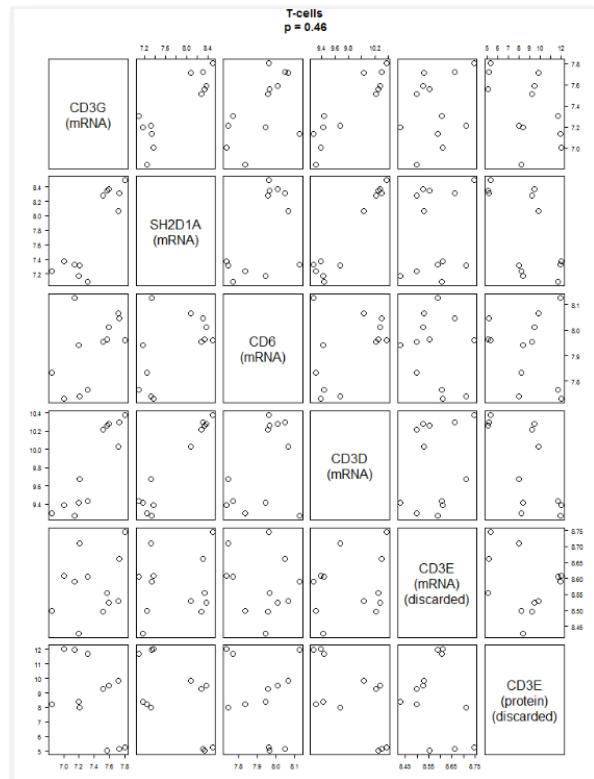 T-cells
p = 0.46
7.2 7.6 8.0 8.4
9.4 9.6 9.8 10.2
5 6 8 9 10 12
CD3G
(mRNA)
7.0 7.2 7.4 7.6 7.8
7.2 7.6 8.0 8.2 8.4
SH2D1A
(mRNA)
CD6
(mRNA)
7.8 7.9 8.0 8.1
9.4 9.6 9.8 10.0 10.2 10.4
CD3D
(mRNA)
CD3E
(mRNA)
(discarded)
8.45 8.50 8.55 8.60 8.65 8.70 8.75
5 6 7 8 9 10 11 12
CD3E
(protein)
(discarded)
7.0 7.2 7.4 7.6 7.8
7.8 7.9 8.0 8.1
8.45 8.55 8.65 8.75